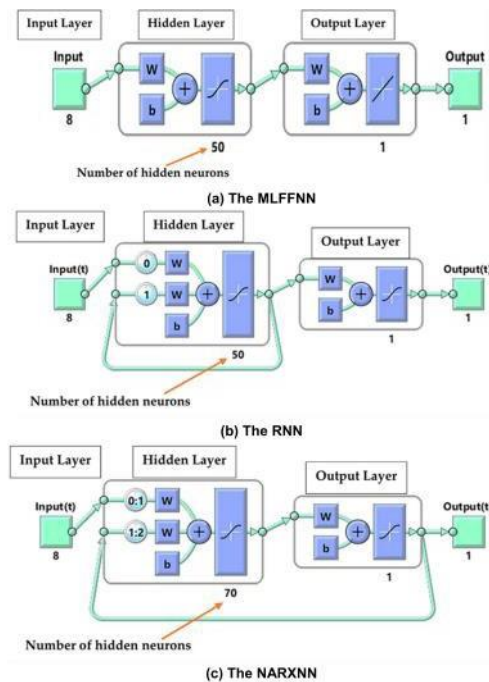 Input Layer Hidden Layer Output Layer
Input Output
W W
b + b +
8 50 1 1
Number of hidden neurons
(a) The MLFFNN
Input Layer Hidden Layer Output Layer
Input(t) Output(t)
0 W
1 W W
b + b +
8 50 1 1
Number of hidden neurons
(b) The RNN
Input Layer Hidden Layer Output Layer
Input(t) Output(t
0:1 W
1:2 W W
b + b +
8 70 1 1
Number of hidden neurons
(c) The NARXNN